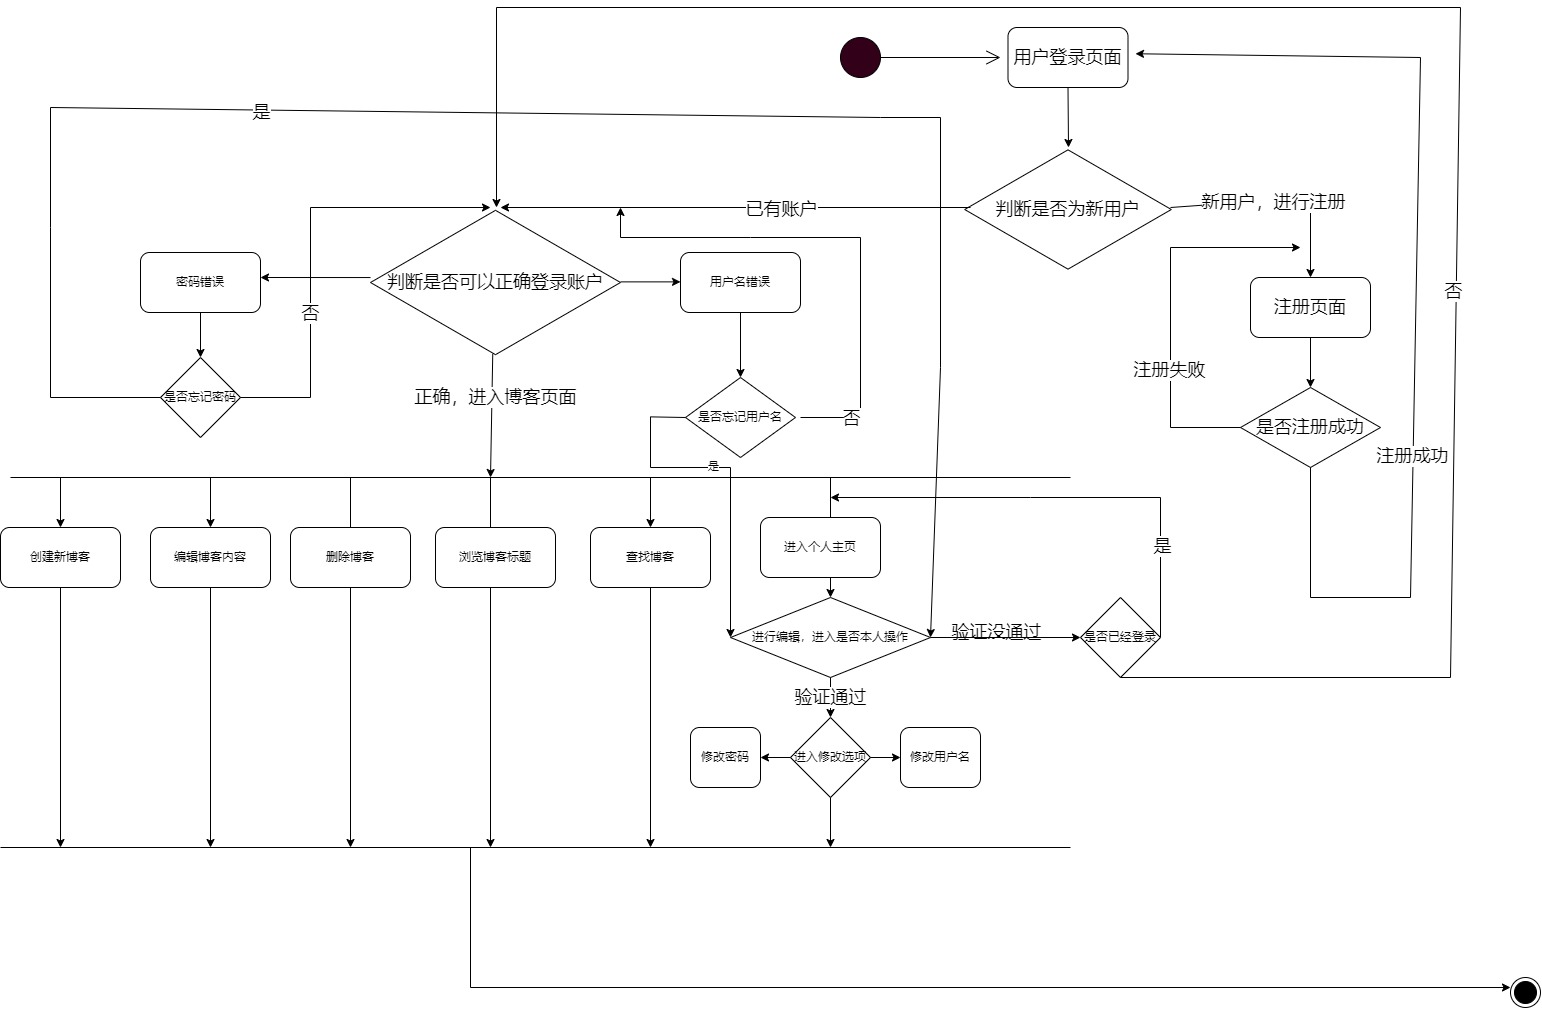 用户登录页面
是
判断是否为新用户
已有账户
新用户，进行注册
密码错误
判断是否可以正确登录账户
用户名错误
否
否
注册页面
注册失败
是否忘记密码
正确，进入博客页面
是否忘记用户名
否
是否注册成功
注册成功
是
创建新博客
编辑博客内容
删除博客
浏览博客标题
查找博客
进入个人主页
是
进行编辑，进入是否本人操作
验证没通过
是否已经登录
验证通过
修改密码
进入修改选项
修改用户名